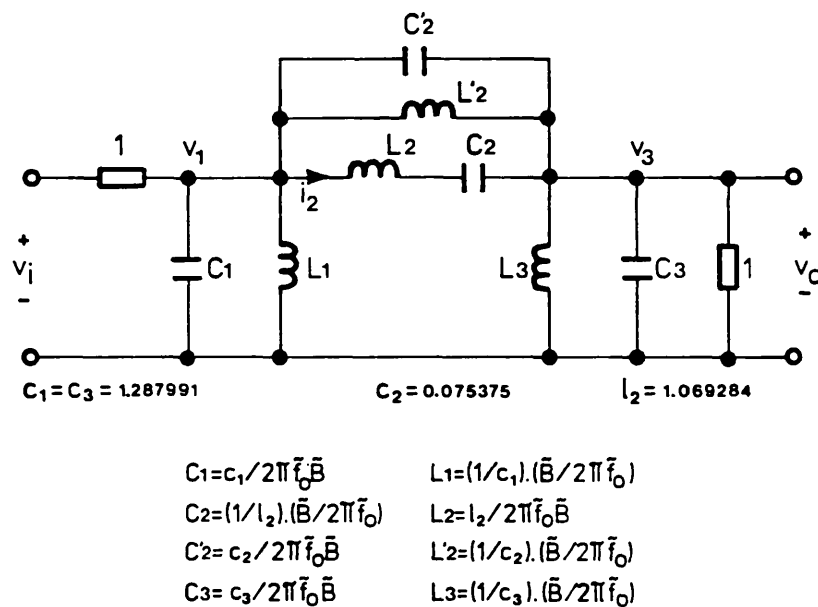 C'2
L'2
1 v1 L2 C2 v3
i2
+ vi - C1 L1 L3 C3 1 + vo -
C1 = C3 = 1.287991 C2 = 0.075375 l2 = 1.069284
C1=c1/2πf̃0B̃ L1=(1/c1).(B̃/2πf̃0)
C2=(1/l2).(B̃/2πf̃0) L2=l2/2πf̃0B̃
C'2=c2/2πf̃0B̃ L'2=(1/c2).(B̃/2πf̃0)
C3=c3/2πf̃0B̃ L3=(1/c3).(B̃/2πf̃0)